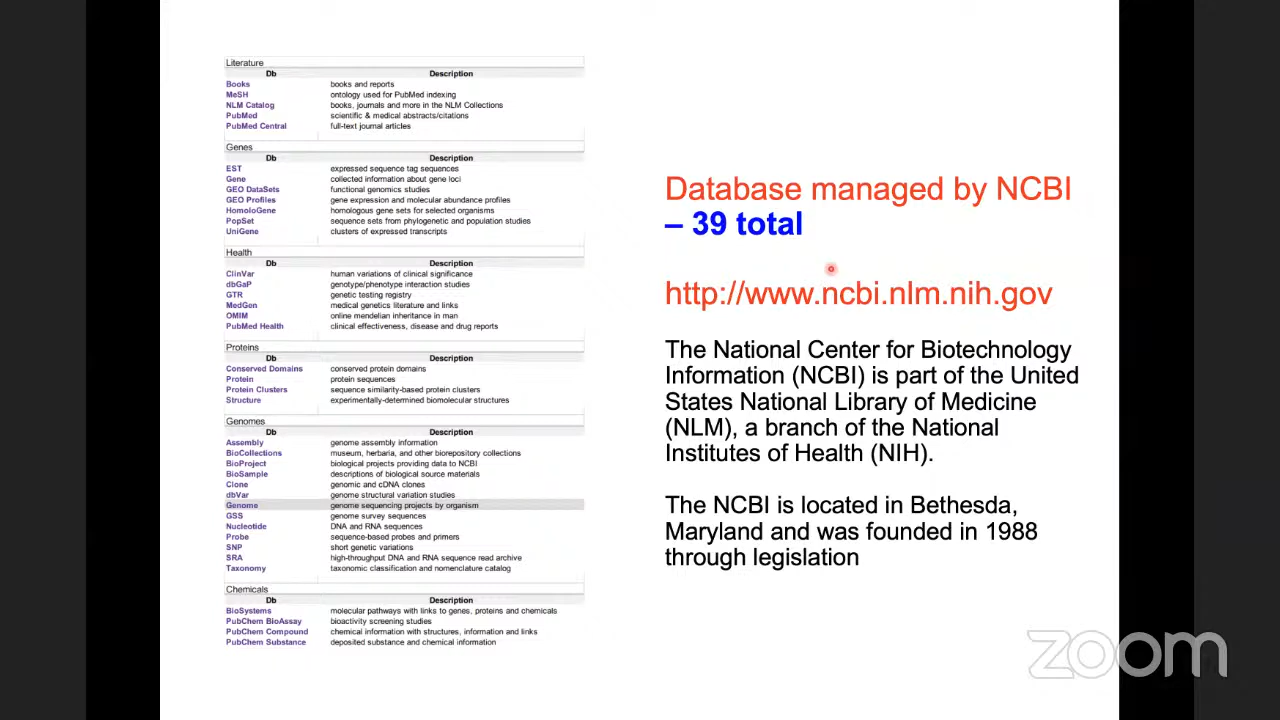 Literature
Db Description
Books books and reports
MeSH ontology used for PubMed indexing
NLM Catalog books, journals and more in the NLM Collections
PubMed scientific & medical abstracts/citations
PubMed Central full-text journal articles
Genes
Db Description
EST expressed sequence tag sequences
Gene collected information about gene loci
GEO DataSets functional genomics studies
GEO Profiles gene expression and molecular abundance profiles
HomoloGene homologous gene sets for selected organisms
PopSet sequence sets from phylogenetic and population studies
UniGene clusters of expressed transcripts
Health
Db Description
ClinVar human variations of clinical significance
dbGaP genotype/phenotype interaction studies
GTR genetic testing registry
MedGen medical genetics literature and links
OMIM online mendelian inheritance in man
PubMed Health clinical effectiveness, disease and drug reports
Proteins
Db Description
Conserved Domains conserved protein domains
Protein protein sequences
Protein Clusters sequence similarity-based protein clusters
Structure experimentally-determined biomolecular structures
Genomes
Db Description
Assembly genome assembly information
BioCollections museum, herbaria, and other biorepository collections
BioProject biological projects providing data to NCBI
BioSample descriptions of biological source materials
Clone genomic and cDNA clones
dbVar genome structural variation studies
Genome genome sequencing projects by organism
GSS genome survey sequences
Nucleotide DNA and RNA sequences
Probe sequence-based probes and primers
SNP short genetic variations
SRA high-throughput DNA and RNA sequence read archive
Taxonomy taxonomic classification and nomenclature catalog
Chemicals
Db Description
BioSystems molecular pathways with links to genes, proteins and chemicals
PubChem BioAssay bioactivity screening studies
PubChem Compound chemical information with structures, information and links
PubChem Substance deposited substance and chemical information
Database managed by NCBI
– 39 total
http://www.ncbi.nlm.nih.gov
The National Center for Biotechnology
Information (NCBI) is part of the United
States National Library of Medicine
(NLM), a branch of the National
Institutes of Health (NIH).
The NCBI is located in Bethesda,
Maryland and was founded in 1988
through legislation
zoom